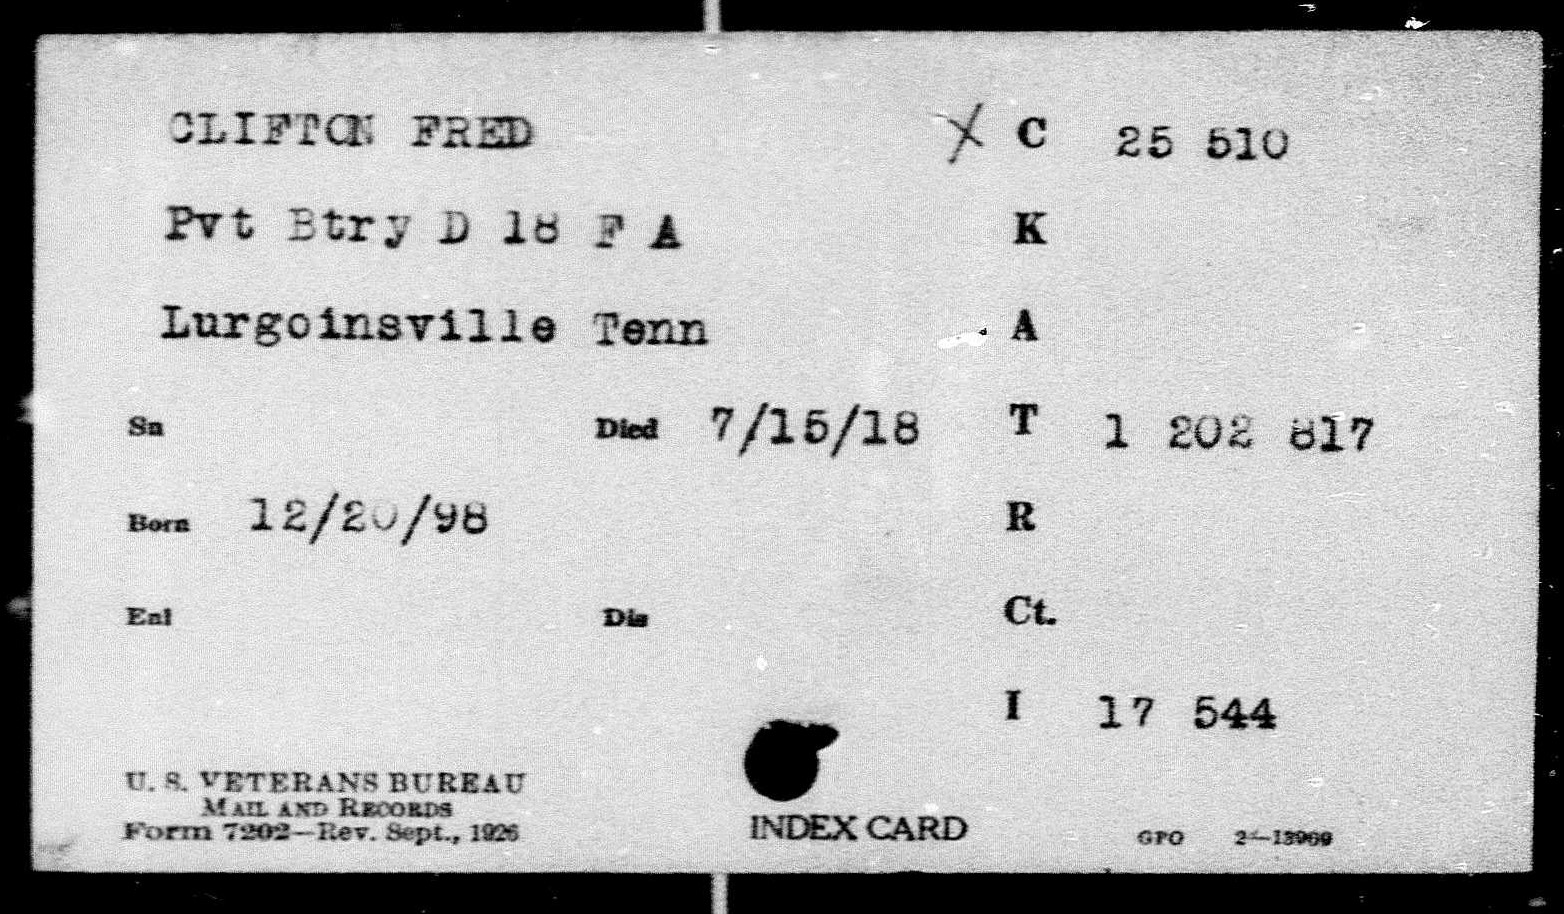 CLIFTON FRED X C 25 510
Pvt Btry D 18 F A K
Lurgoinsville Tenn A
Sn Died 7/15/18 T 1 202 817
Born 12/20/98 R
Enl Dis Ct.
I 17 544
U. S. VETERANS BUREAU
MAIL AND RECORDS
Form 7202—Rev. Sept., 1926
INDEX CARD
GPO 2—13969